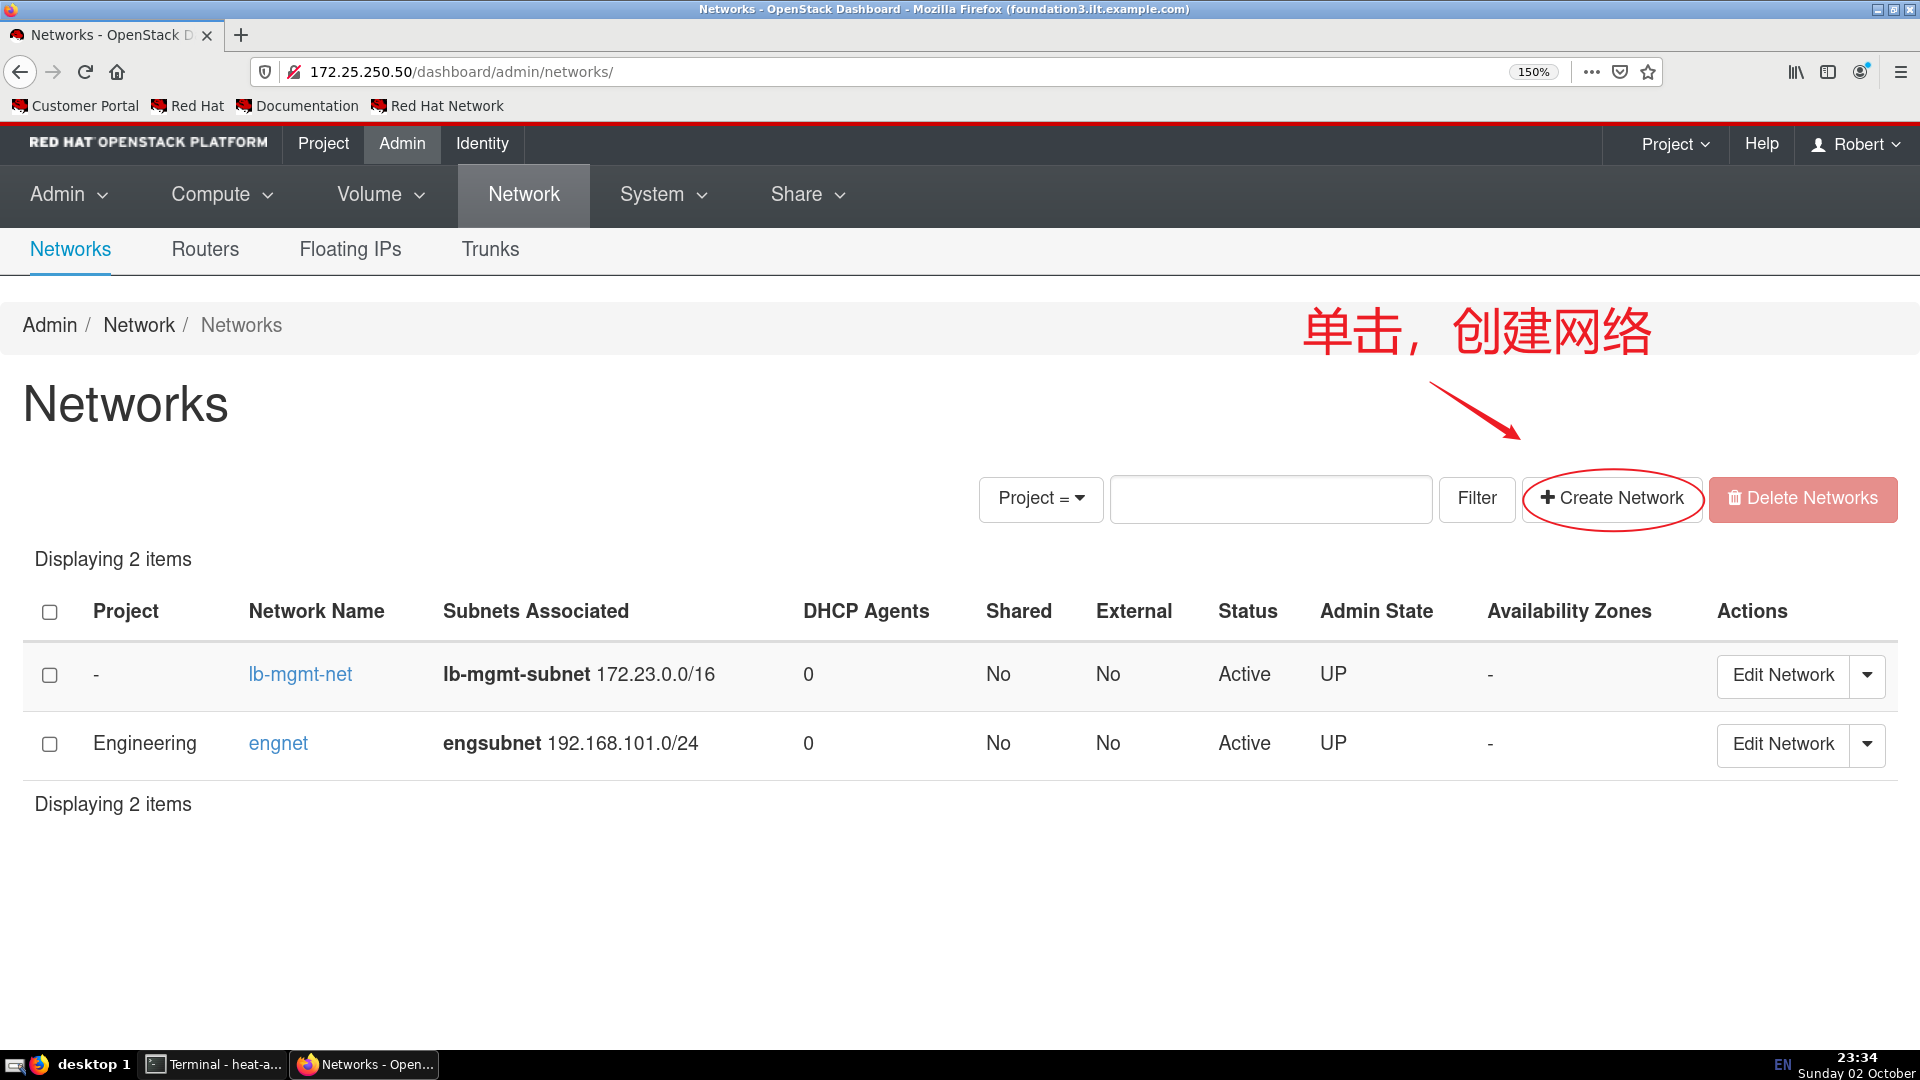 Networks - OpenStack Dashboard - Mozilla Firefox (foundation3.ilt.example.com)
Networks - OpenStack D
172.25.250.50/dashboard/admin/networks/
150%
Customer Portal Red Hat Documentation Red Hat Network
RED HAT OPENSTACK PLATFORM Project Admin Identity Project Help Robert
Admin Compute Volume Network System Share
Networks Routers Floating IPs Trunks
Admin / Network / Networks
单击，创建网络
Networks
Project = Filter Create Network Delete Networks
Displaying 2 items
Project Network Name Subnets Associated DHCP Agents Shared External Status Admin State Availability Zones Actions
- lb-mgmt-net lb-mgmt-subnet 172.23.0.0/16 0 No No Active UP - Edit Network
Engineering engnet engsubnet 192.168.101.0/24 0 No No Active UP - Edit Network
Displaying 2 items
desktop 1 Terminal - heat-a... Networks - Open... EN 23:34
Sunday 02 October